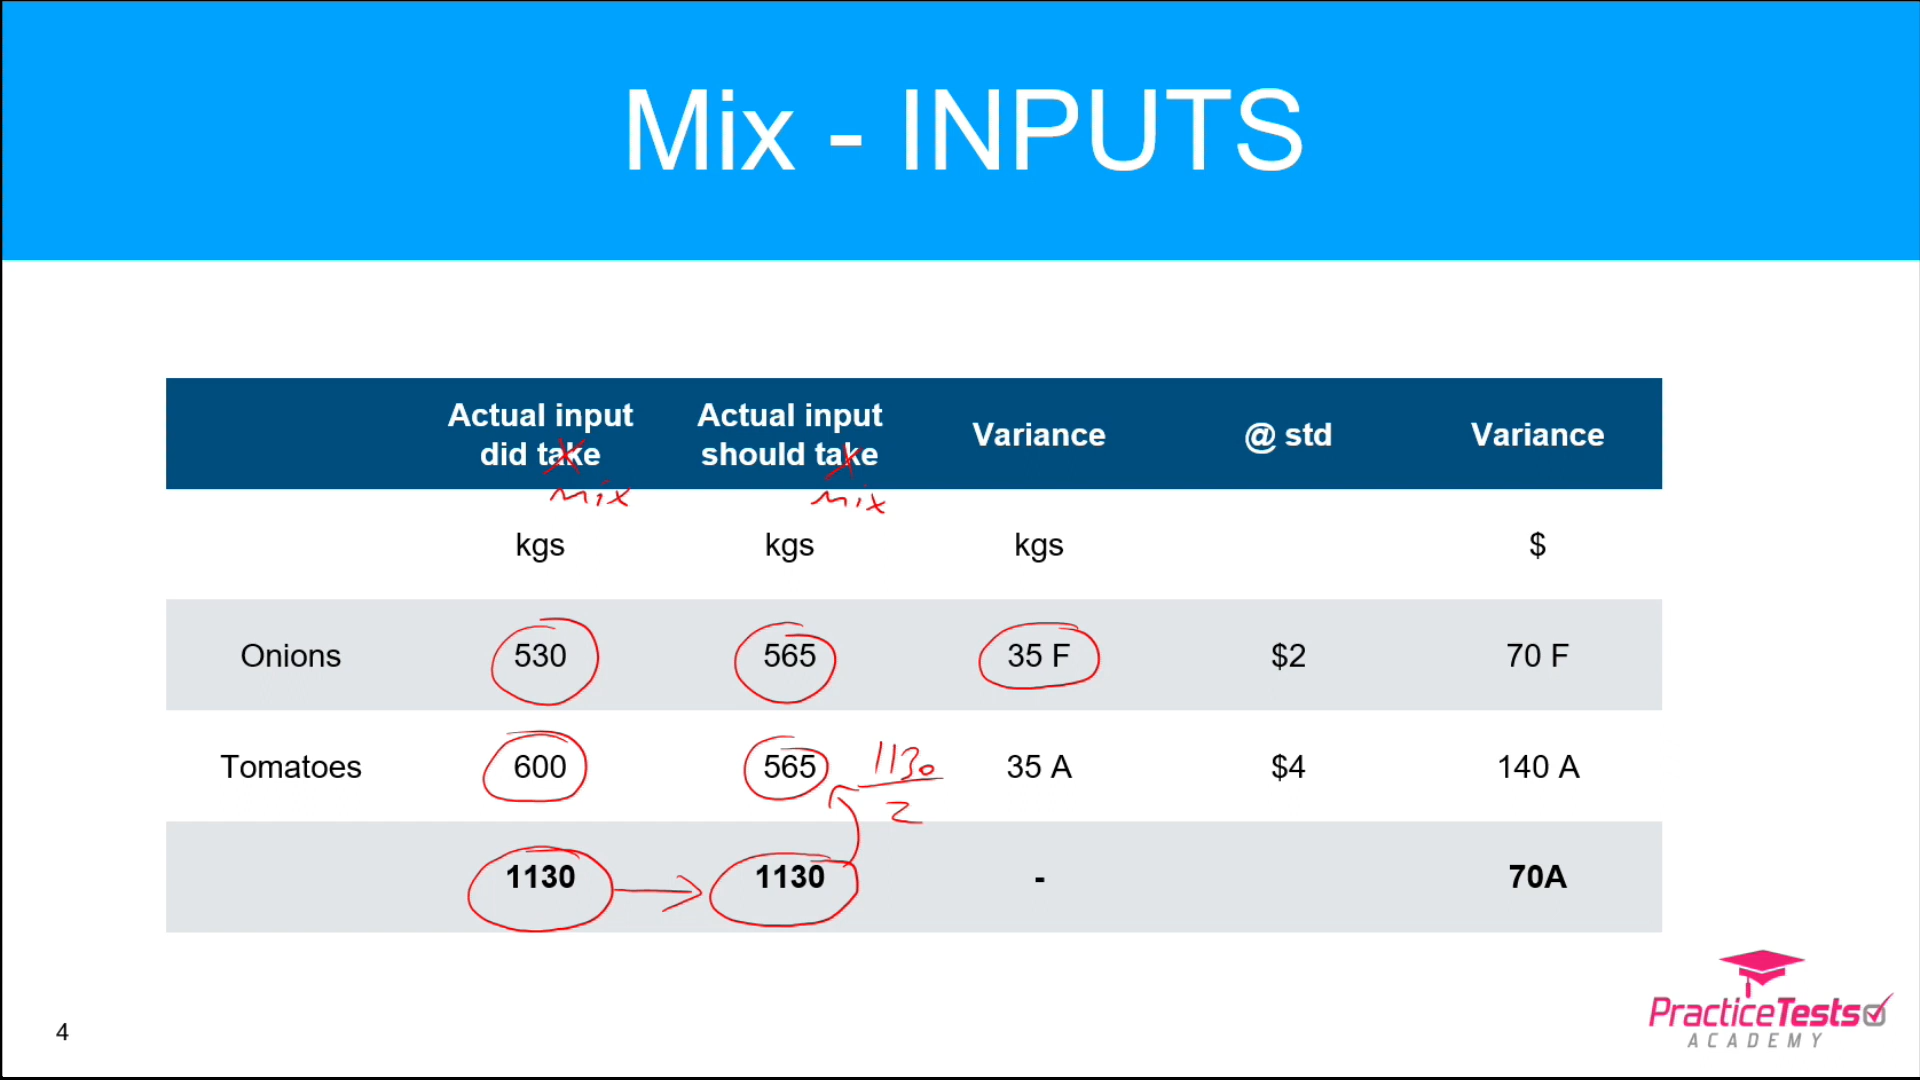 Mix - INPUTS
Actual input did take
Actual input should take
Variance
@ std
Variance
mix
mix
kgs kgs kgs $
Onions 530 565 35 F $2 70 F
Tomatoes 600 565 35 A $4 140 A
1130
2
1130 1130 - 70A
4
PracticeTests
ACADEMY